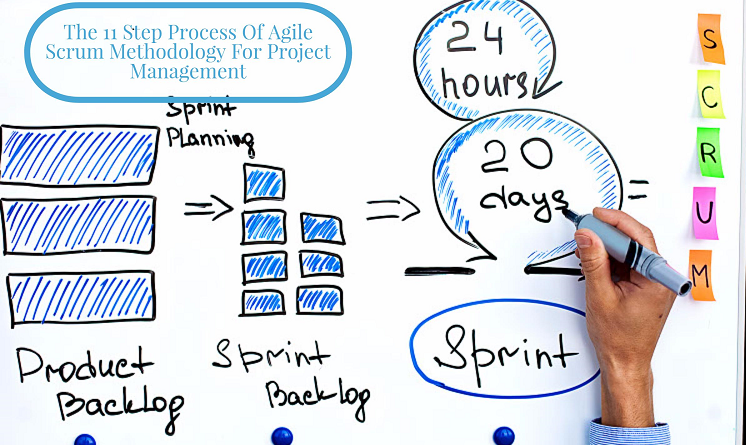 The 11 Step Process Of Agile
Scrum Methodology For Project
Management
Sprint
Planning
24
hours
20
days
=
S
C
R
U
M
Product
Backlog
Sprint
Backlog
Sprint